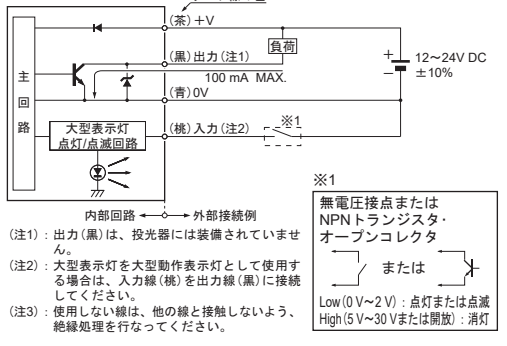 (茶)＋V
(黒)出力(注1)
負荷
100 mA MAX.
(青)0V
＋
－
12～24V DC
±10%
主回路
大型表示灯
点灯/点滅回路
(桃)入力(注2)
※1
内部回路
外部接続例
(注1)：出力(黒)は、投光器には装備されていませ
ん。
(注2)：大型表示灯を大型動作表示灯として使用す
る場合は、入力線(桃)を出力線(黒)に接続
してください。
(注3)：使用しない線は、他の線と接触しないよう、
絶縁処理を行なってください。
※1
無電圧接点または
NPNトランジスタ・
オープンコレクタ
または
Low(0 V～2 V)：点灯または点滅
High(5 V～30 Vまたは開放)：消灯